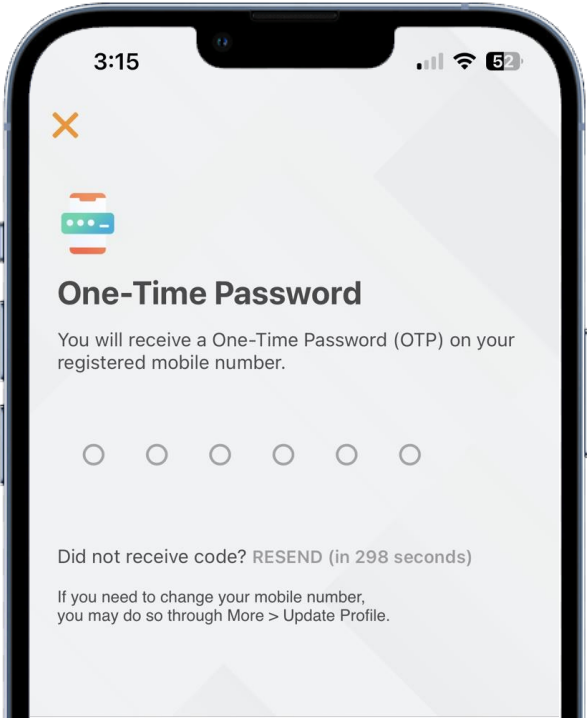 3:15
52
One-Time Password
You will receive a One-Time Password (OTP) on your
registered mobile number.
Did not receive code? RESEND (in 298 seconds)
If you need to change your mobile number,
you may do so through More > Update Profile.